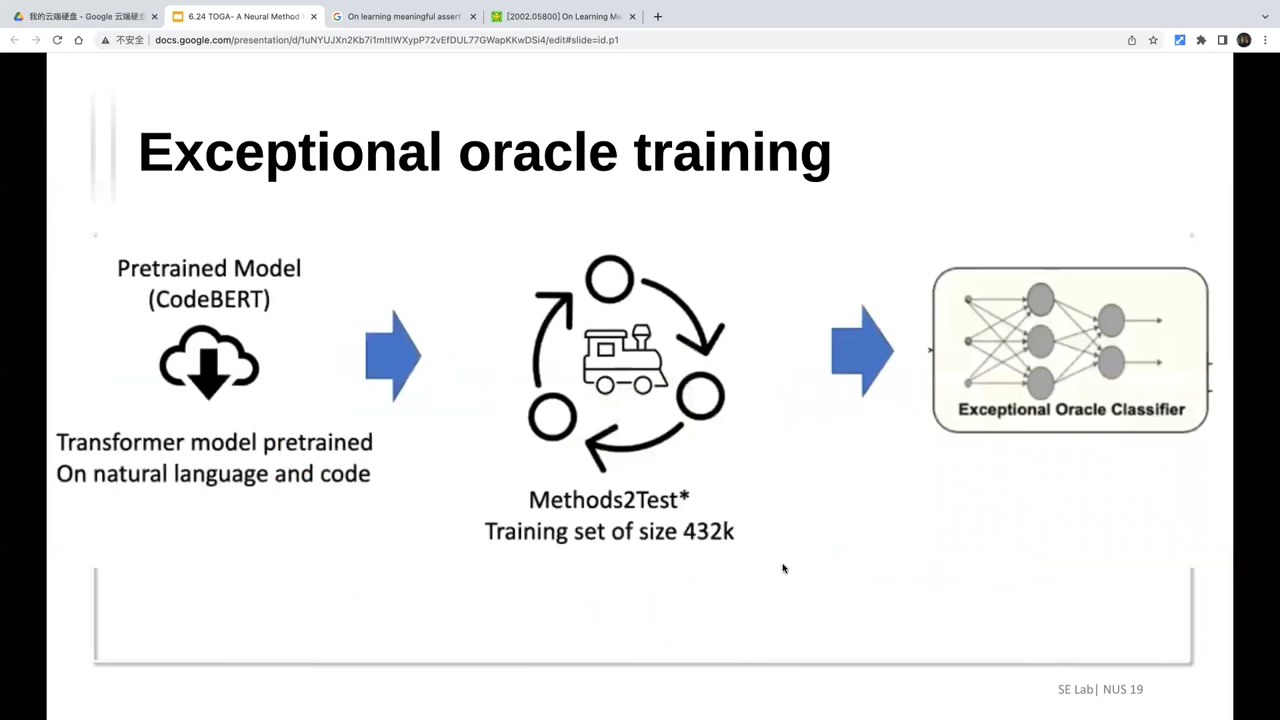 我的云端硬盘 - Google 云端硬盘
6.24 TOGA- A Neural Method
On learning meaningful assert
[2002.05800] On Learning Me
不安全
docs.google.com/presentation/d/1uNYUJXn2Kb7i1mltIWXypP72vEfDUL77GWapKKwDSi4/edit#slide=id.p1
Exceptional oracle training
Pretrained Model
(CodeBERT)
Transformer model pretrained
On natural language and code
Methods2Test*
Training set of size 432k
Exceptional Oracle Classifier
SE Lab| NUS 19